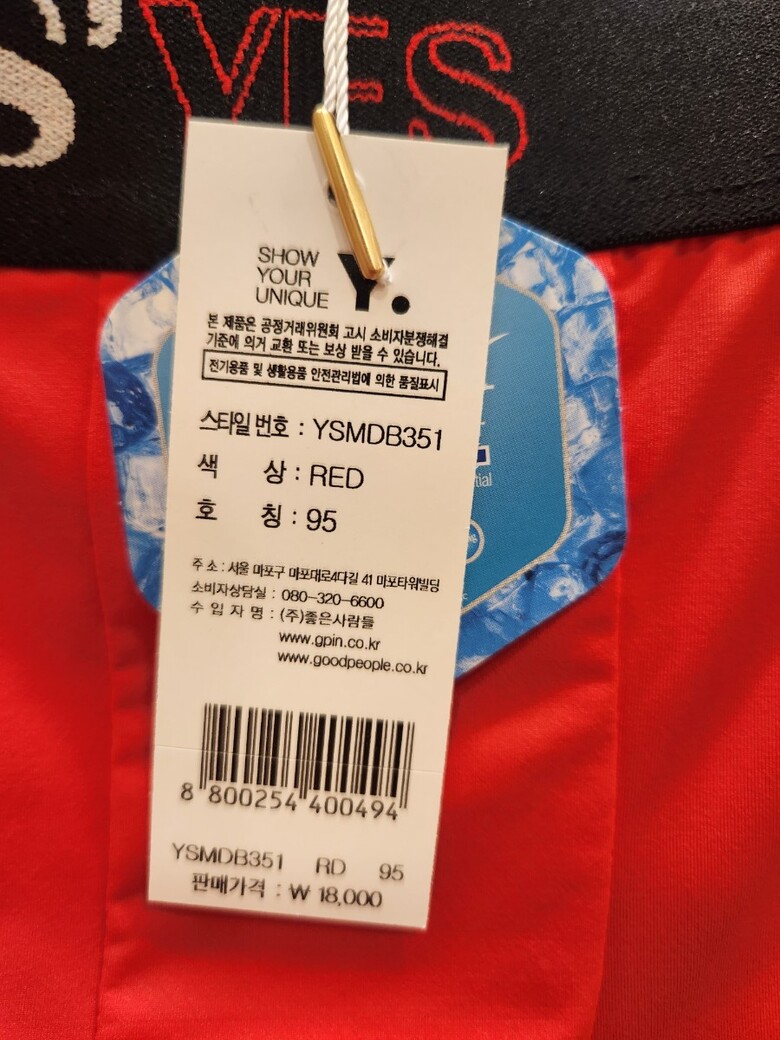 YES
SHOW
YOUR
UNIQUE
Y.
본 제품은 공정거래위원회 고시 소비자분쟁해결
기준에 의거 교환 또는 보상 받을 수 있습니다.
전기용품 및 생활용품 안전관리법에 의한 품질표시
스타일 번호 : YSMDB351
색 상 : RED
호 칭 : 95
주 소 : 서울 마포구 마포대로4다길 41 마포타워빌딩
소비자상담실 : 080-320-6600
수 입 자 명 : (주)좋은사람들
www.gpin.co.kr
www.goodpeople.co.kr
8 800254 400494
YSMDB351 RD 95
판매가격 : ₩ 18,000